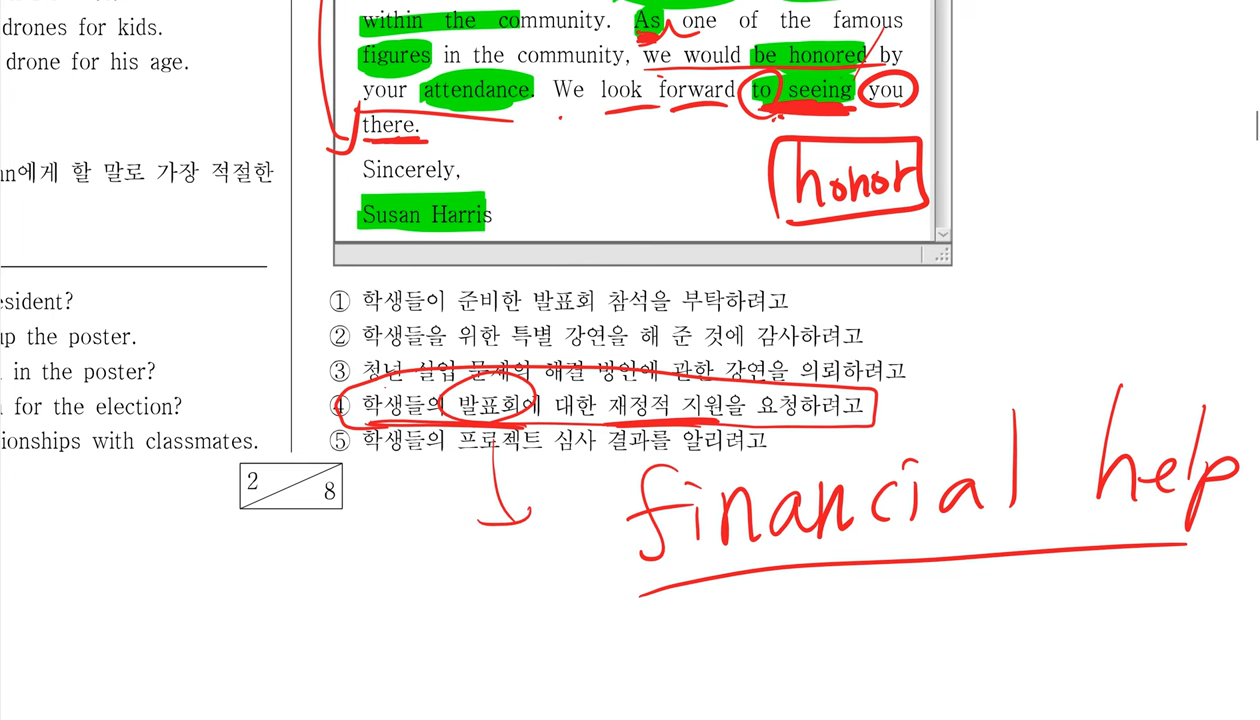 drones for kids.
drone for his age.
nn에게 할 말로 가장 적절한
esident?
up the poster.
in the poster?
for the election?
tionships with classmates.
2
8
within the community. As one of the famous
figures in the community, we would be honored by
your attendance. We look forward to seeing you
there.
Sincerely,
Susan Harris
honor
① 학생들이 준비한 발표회 참석을 부탁하려고
② 학생들을 위한 특별 강연을 해 준 것에 감사하려고
③ 청년 실업 문제의 해결 방안에 관한 강연을 의뢰하려고
④ 학생들의 발표회에 대한 재정적 지원을 요청하려고
⑤ 학생들의 프로젝트 심사 결과를 알리려고
financial help